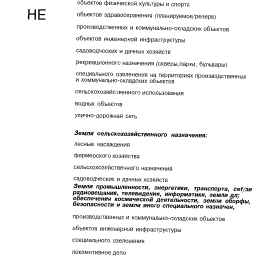 объектов физической культуры и спорта
НЕ
объектов здравоохранения (планируемое/резерв)
производственных и коммунально-складских объектов
объектов инженерной инфраструктуры
садоводческих и дачных хозяйств
рекреационного назначения (скверы,парки, бульвары)
специального озеленения на территориях производственных
и коммунально-складских объектов
сельскохозяйственного использования
водных объектов
улично-дорожная сеть
Земли сельскохозяйственного назначения:
лесные насаждения
фермерского хозяйства
сельскохозяйственного назначения
садоводческих и дачных хозяйств
Земли промышленности, энергетики, транспорта, связи
радиовещания, телевидения, информатики, земли для
обеспечения космической деятельности, земли обороны,
безопасности и земли иного специального назначен,
производственных и коммунально-складских объектов
объектов инженерной инфраструктуры
специального озеленения
локомотивное депо